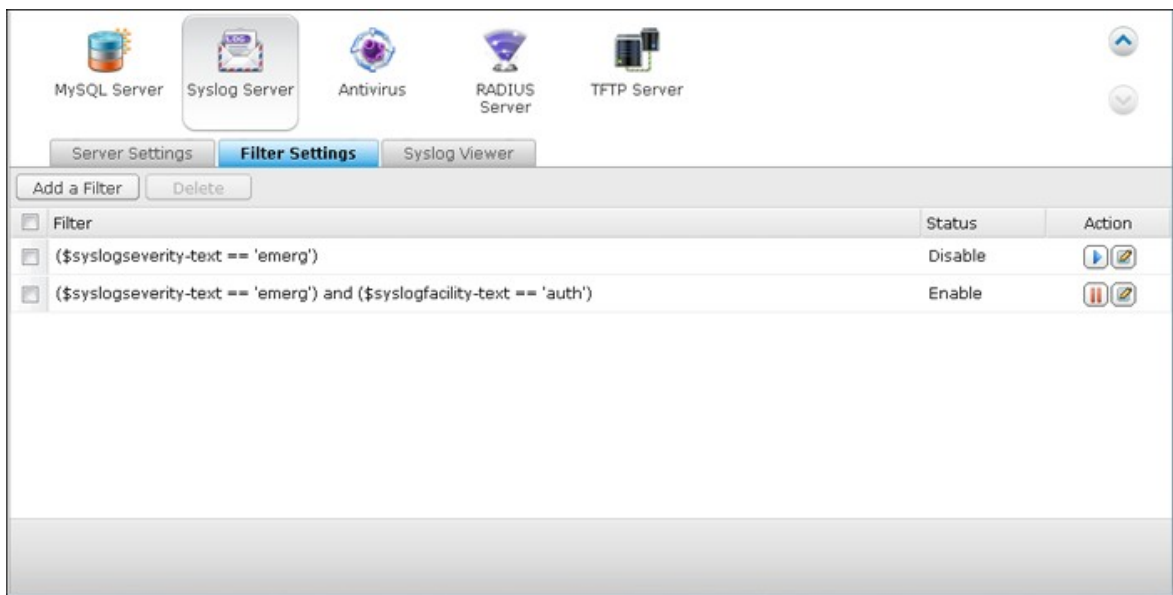 LOG
MySQL Server
Syslog Server
Antivirus
RADIUS
Server
TFTP Server
Server Settings
Filter Settings
Syslog Viewer
Add a Filter
Delete
Filter
Status
Action
($syslogseverity-text == 'emerg')
Disable
($syslogseverity-text == 'emerg') and ($syslogfacility-text == 'auth')
Enable